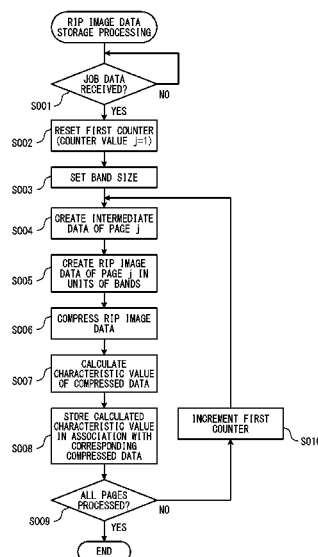 RIP IMAGE DATA
STORAGE PROCESSING
JOB DATA
RECEIVED?
S001
NO
YES
RESET FIRST COUNTER
(COUNTER VALUE j=1)
S002
SET BAND SIZE
S003
CREATE INTERMEDIATE
DATA OF PAGE j
S004
CREATE RIP IMAGE
DATA OF PAGE j IN
UNITS OF BANDS
S005
COMPRESS RIP IMAGE
DATA
S006
CALCULATE
CHARACTERISTIC VALUE
OF COMPRESSED DATA
S007
STORE CALCULATED
CHARACTERISTIC VALUE
IN ASSOCIATION WITH
CORRESPONDING
COMPRESSED DATA
S008
INCREMENT FIRST
COUNTER
S010
ALL PAGES
PROCESSED?
S009
NO
YES
END